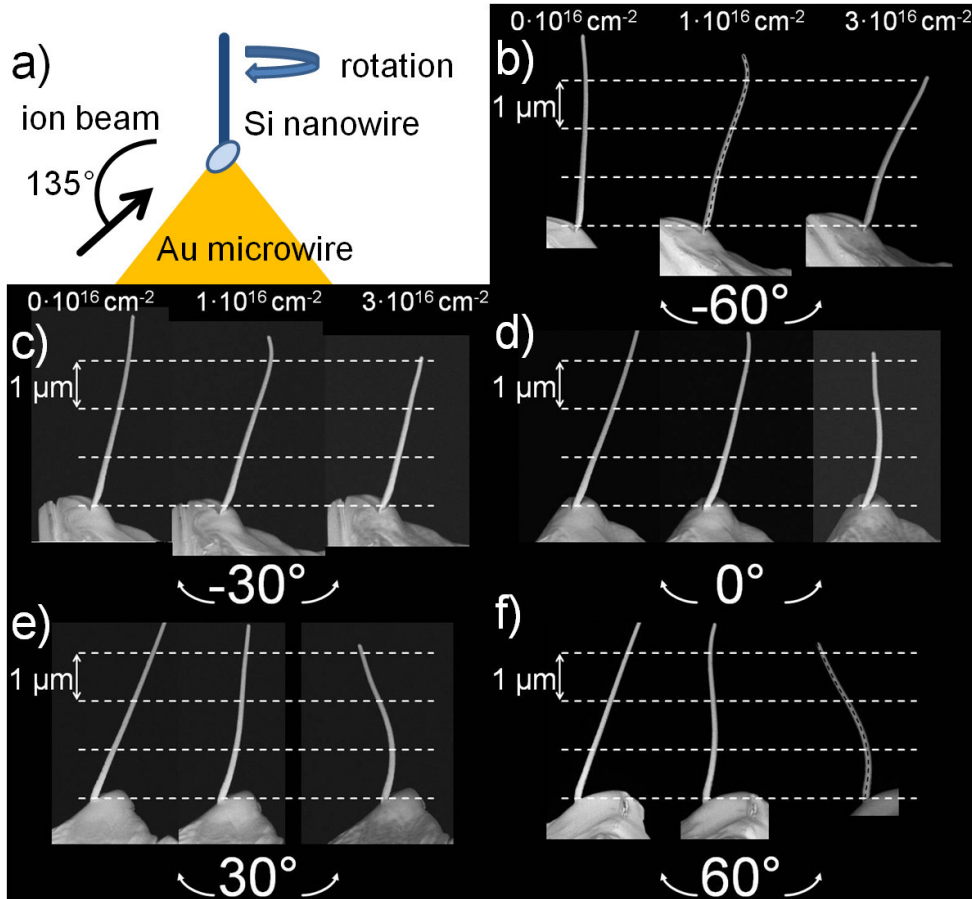 a)
rotation
ion beam
Si nanowire
135°
Au microwire
b)
0·10¹⁶ cm⁻² 1·10¹⁶ cm⁻² 3·10¹⁶ cm⁻²
1 µm
-60°
0·10¹⁶ cm⁻² 1·10¹⁶ cm⁻² 3·10¹⁶ cm⁻²
c)
1 µm
-30°
d)
1 µm
0°
e)
1 µm
30°
f)
1 µm
60°